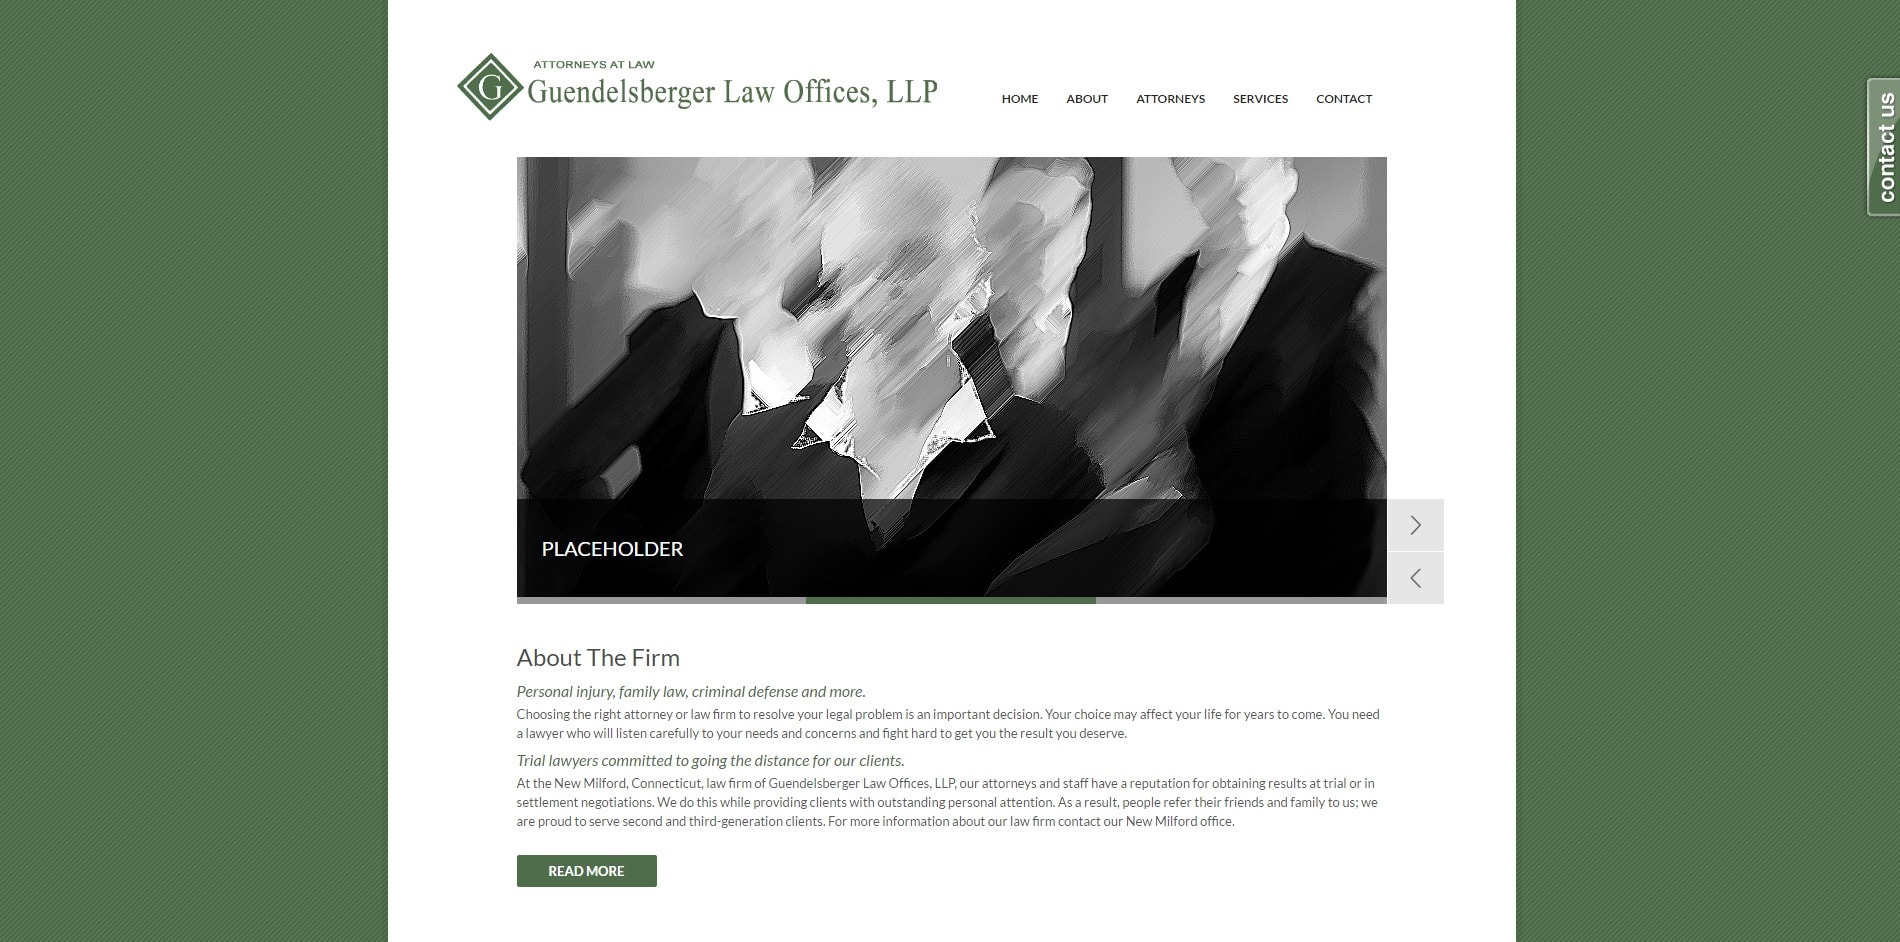 ATTORNEYS AT LAW
G
Guendelsberger Law Offices, LLP
HOME ABOUT ATTORNEYS SERVICES CONTACT
contact us
PLACEHOLDER
About The Firm
Personal injury, family law, criminal defense and more.
Choosing the right attorney or law firm to resolve your legal problem is an important decision. Your choice may affect your life for years to come. You need
a lawyer who will listen carefully to your needs and concerns and fight hard to get you the result you deserve.
Trial lawyers committed to going the distance for our clients.
At the New Milford, Connecticut, law firm of Guendelsberger Law Offices, LLP, our attorneys and staff have a reputation for obtaining results at trial or in
settlement negotiations. We do this while providing clients with outstanding personal attention. As a result, people refer their friends and family to us; we
are proud to serve second and third-generation clients. For more information about our law firm contact our New Milford office.
READ MORE